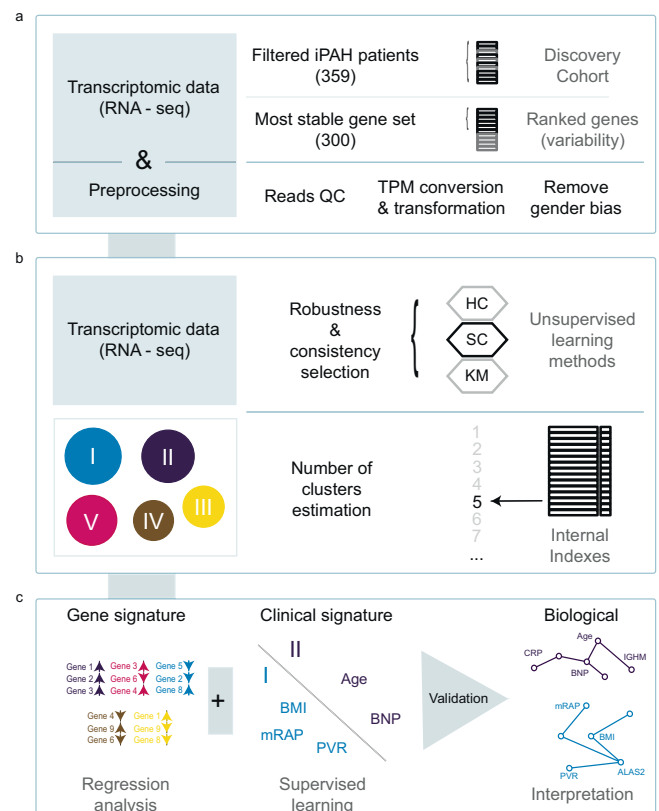 a
Transcriptomic data
(RNA - seq)
&
Preprocessing
Filtered iPAH patients
(359)
Discovery
Cohort
Most stable gene set
(300)
Ranked genes
(variability)
Reads QC
TPM conversion
& transformation
Remove
gender bias
b
Transcriptomic data
(RNA - seq)
Robustness
&
consistency
selection
HC
SC
KM
Unsupervised
learning
methods
I
II
III
IV
V
Number of
clusters
estimation
1
2
3
4
5
6
7
...
Internal
Indexes
c
Gene signature
Gene 1 Gene 3 Gene 5
Gene 2 Gene 6 Gene 2
Gene 3 Gene 4 Gene 8
Gene 4 Gene 1
Gene 9 Gene 9
Gene 6 Gene 8
Regression
analysis
+
Clinical signature
II
I
Age
BMI
BNP
mRAP
PVR
Supervised
learning
Validation
Biological
Age
CRP
IGHM
BNP
mRAP
BMI
PVR
ALAS2
Interpretation